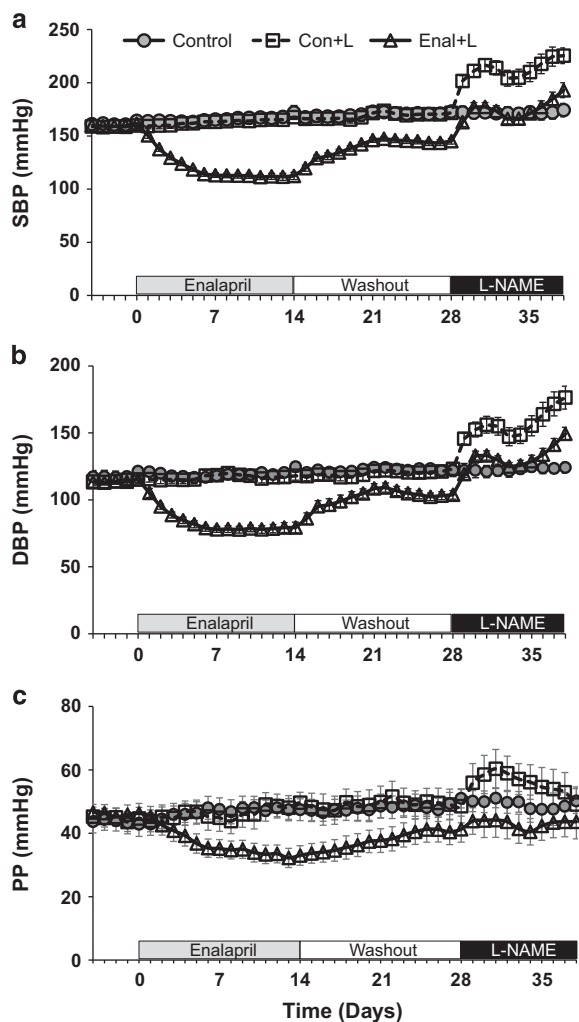 a
Control Con+L Enal+L
SBP (mmHg)
250
200
150
100
50
0
Enalapril Washout L-NAME
0 7 14 21 28 35
b
DBP (mmHg)
200
150
100
50
0
Enalapril Washout L-NAME
0 7 14 21 28 35
c
PP (mmHg)
80
60
40
20
0
Enalapril Washout L-NAME
0 7 14 21 28 35
Time (Days)